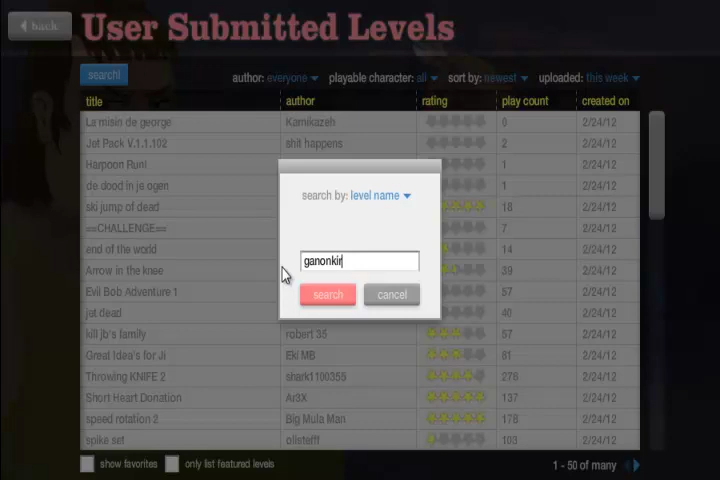 back
User Submitted Levels
search!
author: everyone playable character: all sort by: newest uploaded: this week
title author rating play count created on
La misin de george Kamikazeh 0 2/24/12
Jet Pack V.1.1.102 shit happens 2 2/24/12
Harpoon Run! 1 2/24/12
de dood in je ogen 1 2/24/12
ski jump of dead 18 2/24/12
==CHALLENGE== 7 2/24/12
end of the world 14 2/24/12
Arrow in the knee 39 2/24/12
Evil Bob Adventure 1 57 2/24/12
jet dead 40 2/24/12
kill jb's family robert 35 57 2/24/12
Great Idea's for Ji Eki MB 81 2/24/12
Throwing KNIFE 2 shark1100355 276 2/24/12
Short Heart Donation Ar3X 137 2/24/12
speed rotation 2 Big Mula Man 178 2/24/12
spike set olistefff 103 2/24/12
search by: level name
ganonkir
search cancel
show favorites only list featured levels 1 - 50 of many